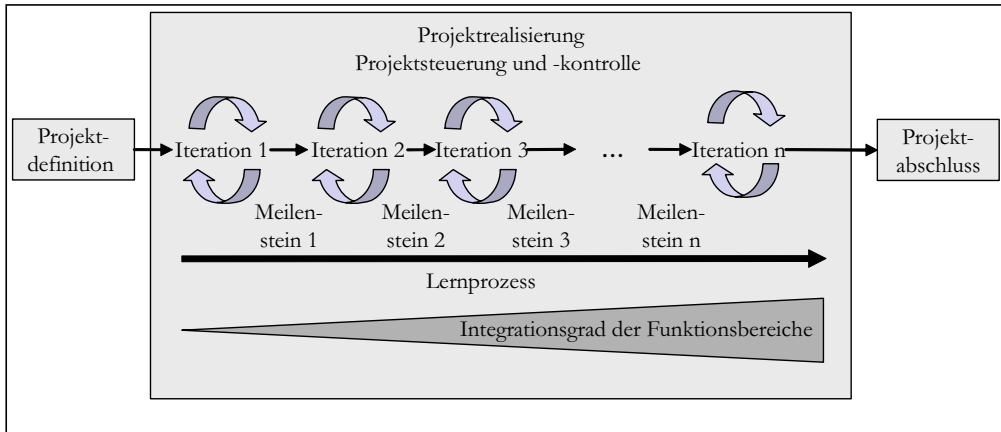 Projektrealisierung
Projektsteuerung und -kontrolle
Projekt-
definition
Iteration 1
Iteration 2
Iteration 3
...
Iteration n
Projekt-
abschluss
Meilen-
stein 1
Meilen-
stein 2
Meilen-
stein 3
Meilen-
stein n
Lernprozess
Integrationsgrad der Funktionsbereiche